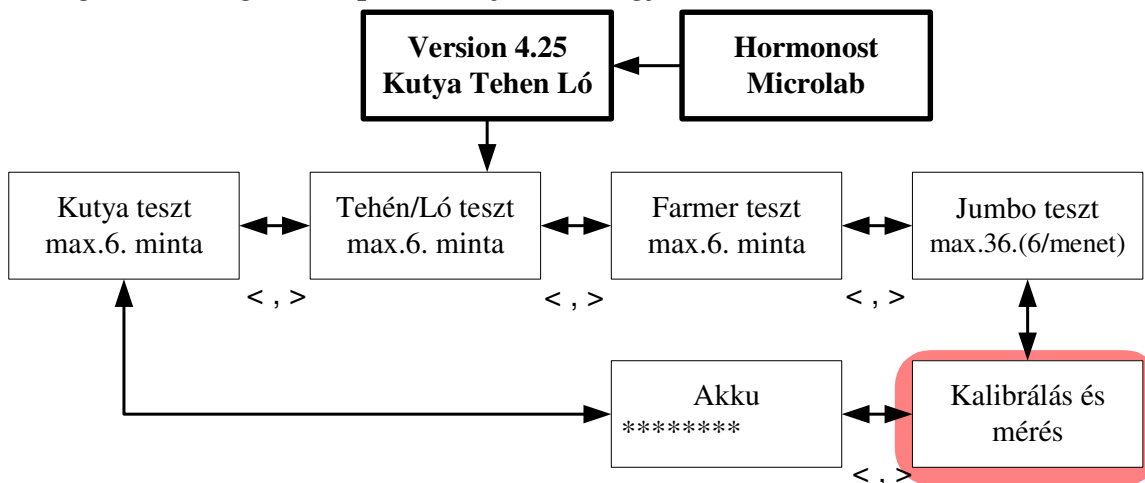 Version 4.25
Kutya Tehen Ló
Hormonost
Microlab
Kutya teszt
max.6. minta
Tehén/Ló teszt
max.6. minta
Farmer teszt
max.6. minta
Jumbo teszt
max.36.(6/menet)
< , >
< , >
< , >
Akku
********
Kalibrálás és
mérés
< , >